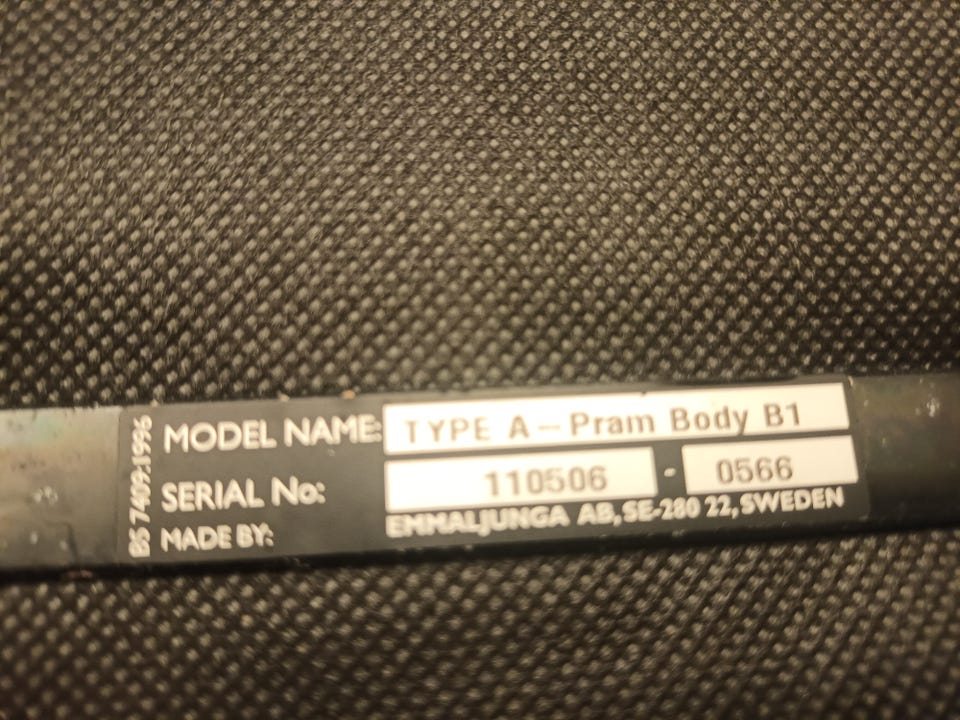 BS 7409:1996
MODEL NAME: TYPE A - Pram Body B1
SERIAL No: 110506 - 0566
MADE BY: EMMALJUNGA AB, SE-280 22, SWEDEN